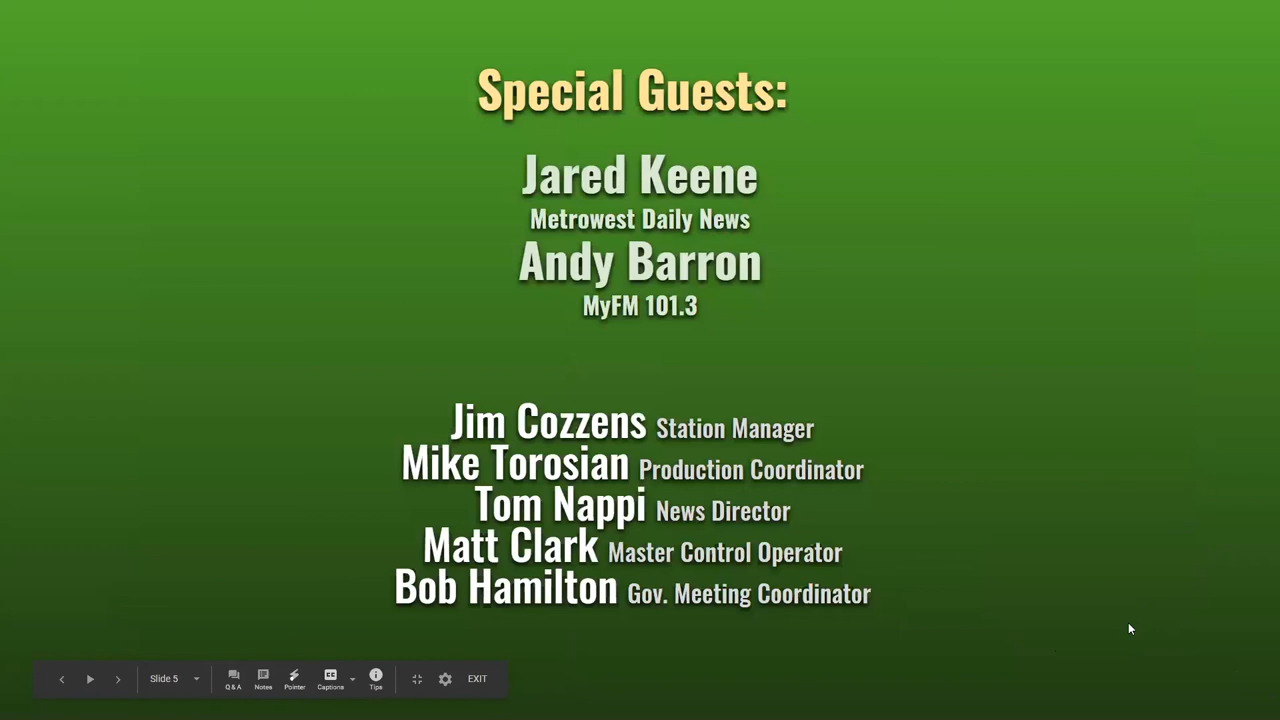 Special Guests:
Jared Keene
Metrowest Daily News
Andy Barron
MyFM 101.3
Jim Cozzens Station Manager
Mike Torosian Production Coordinator
Tom Nappi News Director
Matt Clark Master Control Operator
Bob Hamilton Gov. Meeting Coordinator
Slide 5 Q&A Notes Pointer CC Captions Tips EXIT